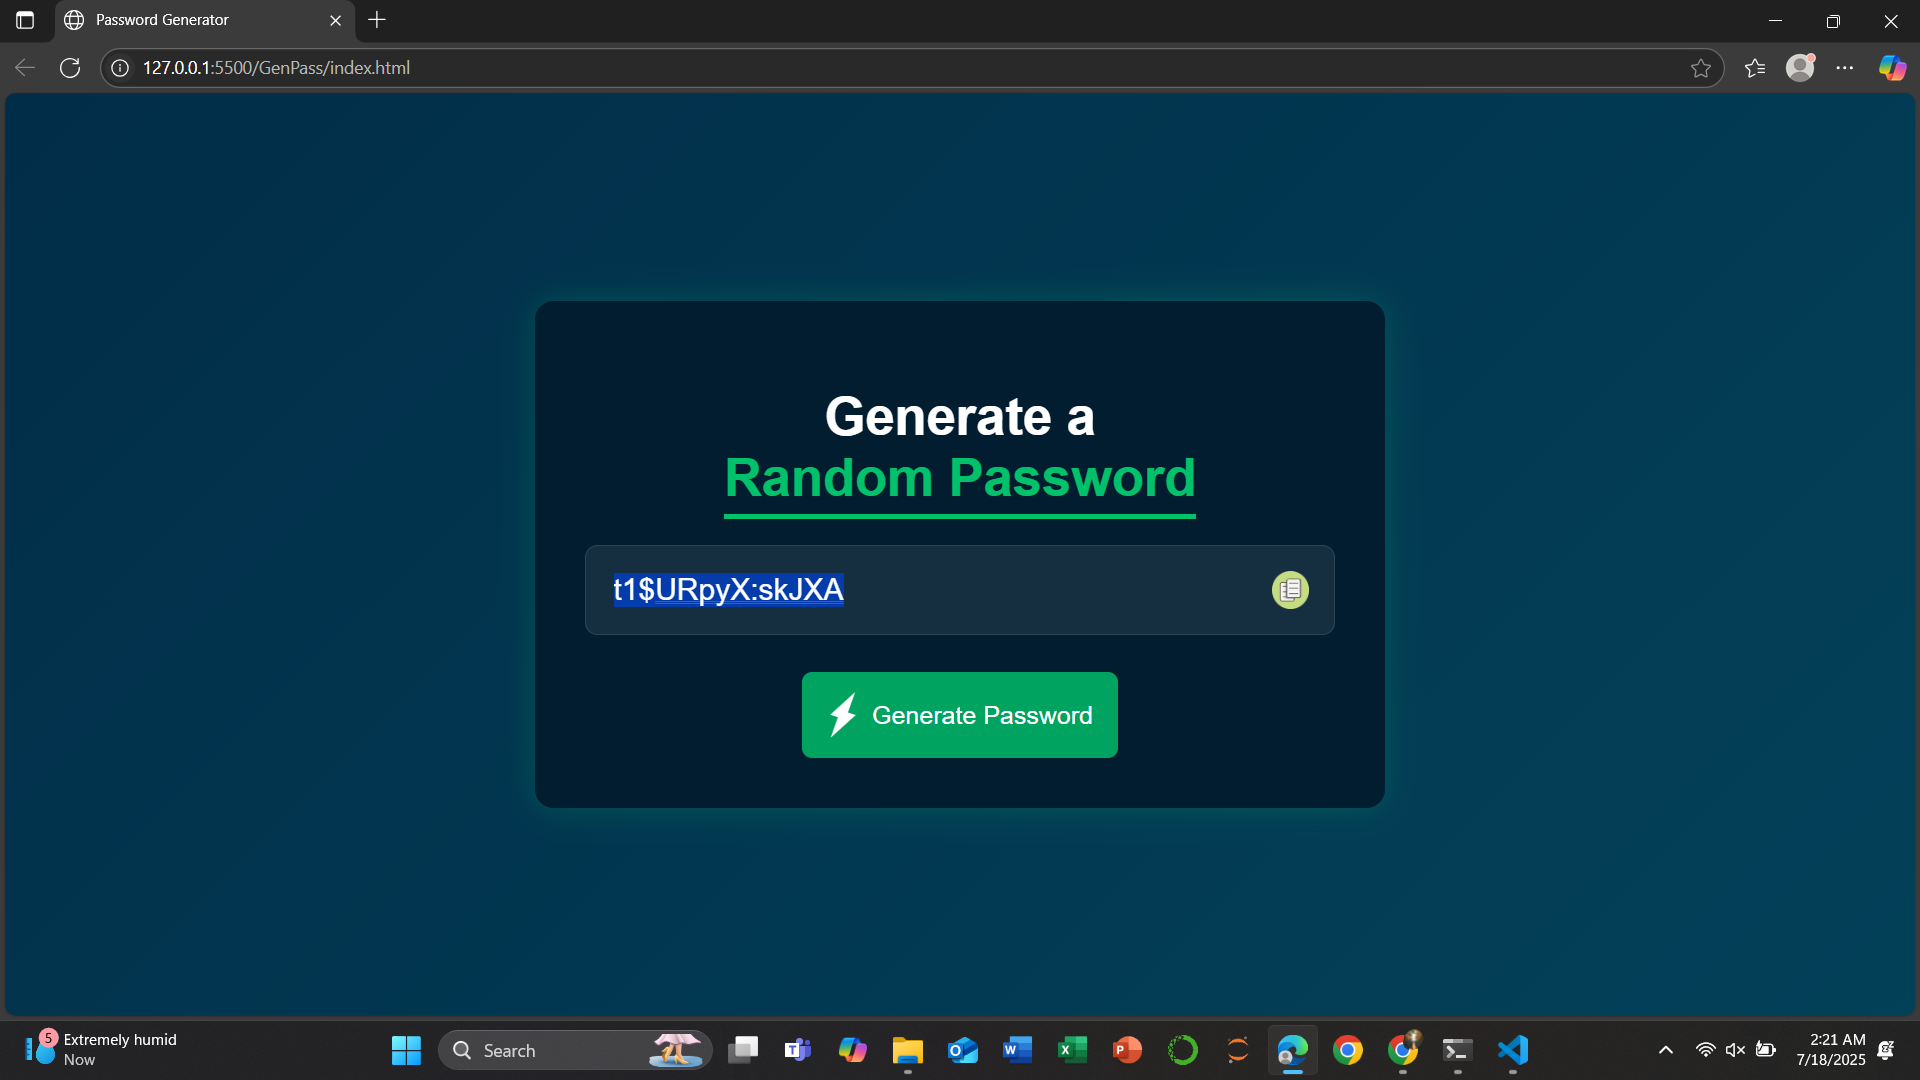 Password Generator
127.0.0.1:5500/GenPass/index.html
Generate a
Random Password
t1$URpyX:skJXA
Generate Password
5
Extremely humid
Now
Search
2:21 AM
7/18/2025